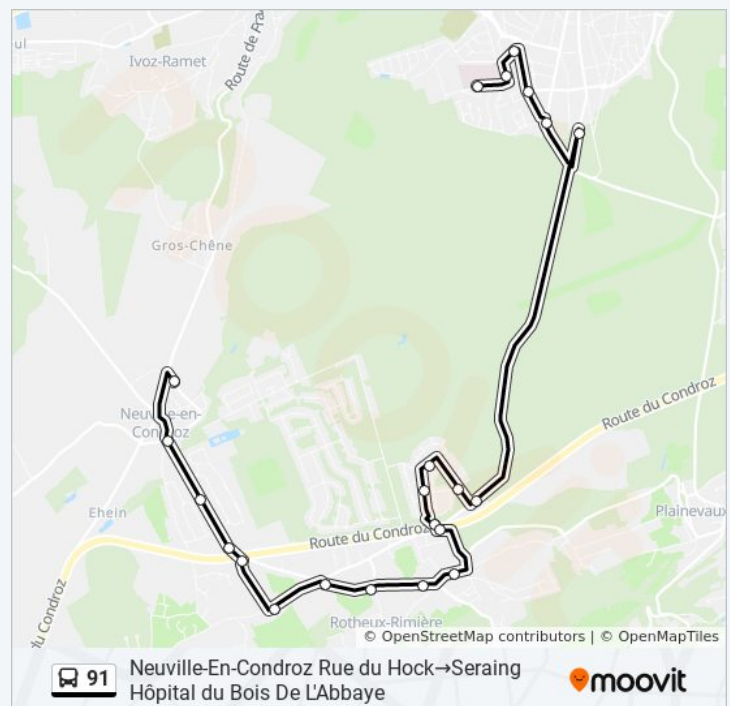 ul
Ivoz-Ramet
Route de Fra
Gros-Chêne
Route du Condroz
Neuville-en-
Condroz
Ehein
Plainevaux
Route du Condroz
du Condroz
Rotheux-Rimière
© OpenStreetMap contributors | © OpenMapTiles
91
Neuville-En-Condroz Rue du Hock→Seraing
Hôpital du Bois De L'Abbaye
moovit